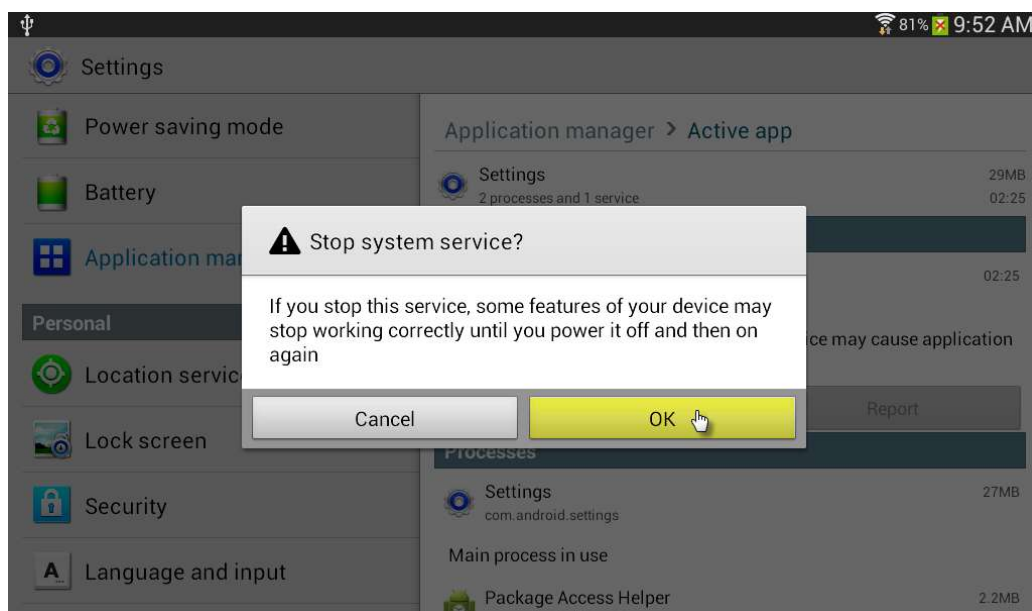 81% 9:52 AM
Settings
Power saving mode
Battery
Application mar
Personal
Location servic
Lock screen
Security
A
Language and input
Application manager > Active app
Settings
29MB
2 processes and 1 service
02:25
02:25
ice may cause application
Report
Processes
Settings
27MB
com.android.settings
Main process in use
Package Access Helper
2.2MB
Stop system service?
If you stop this service, some features of your device may
stop working correctly until you power it off and then on
again
Cancel
OK